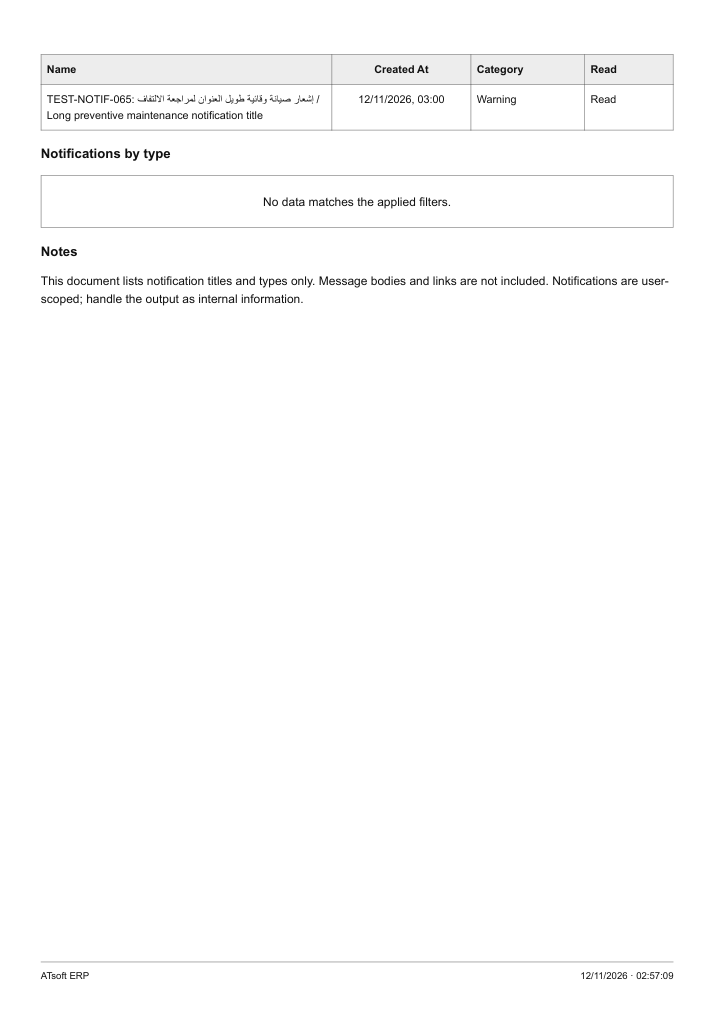 Name Created At Category Read
TEST-NOTIF-065: إشعار صيانة وقائية طويل العنوان لمراجعة الالتفاف / 12/11/2026, 03:00 Warning Read
Long preventive maintenance notification title
Notifications by type
No data matches the applied filters.
Notes
This document lists notification titles and types only. Message bodies and links are not included. Notifications are user-
scoped; handle the output as internal information.
ATsoft ERP 12/11/2026 · 02:57:09